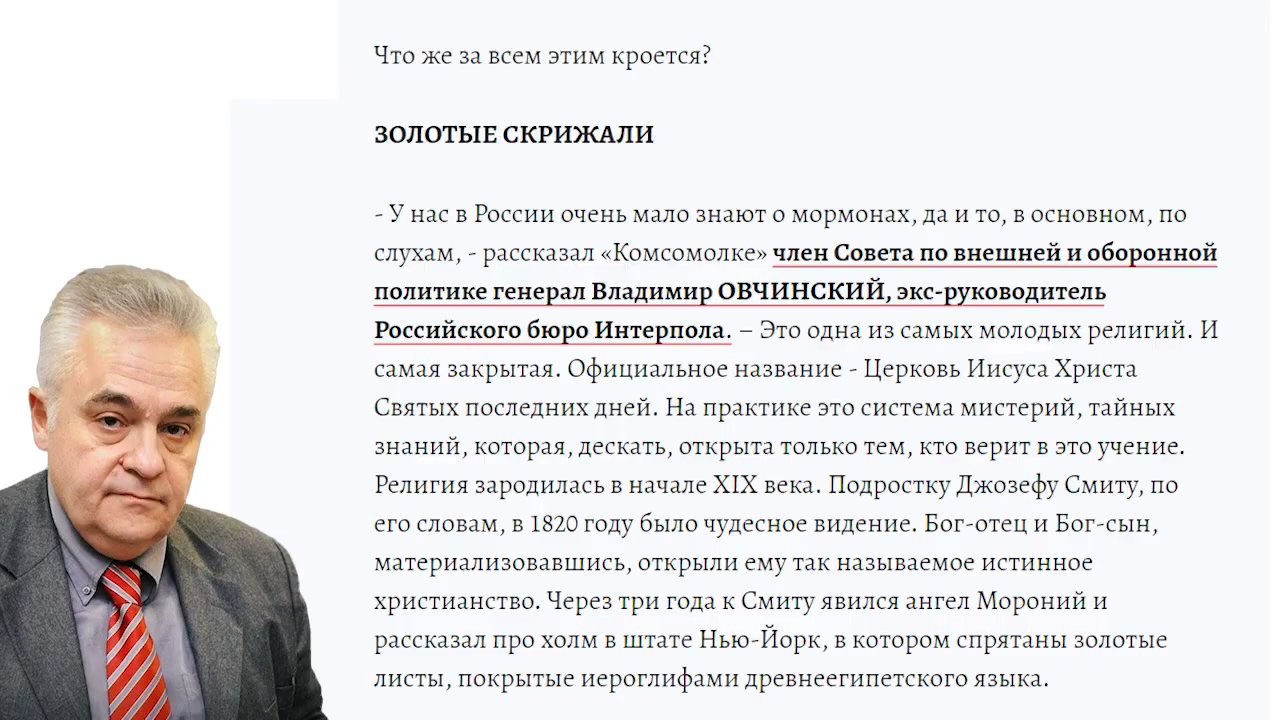 Что же за всем этим кроется?
ЗОЛОТЫЕ СКРИЖАЛИ
- У нас в России очень мало знают о мормонах, да и то, в основном, по
слухам, - рассказал «Комсомолке» член Совета по внешней и оборонной
политике генерал Владимир ОВЧИНСКИЙ, экс-руководитель
Российского бюро Интерпола. – Это одна из самых молодых религий. И
самая закрытая. Официальное название - Церковь Иисуса Христа
Святых последних дней. На практике это система мистерий, тайных
знаний, которая, дескать, открыта только тем, кто верит в это учение.
Религия зародилась в начале XIX века. Подростку Джозефу Смиту, по
его словам, в 1820 году было чудесное видение. Бог-отец и Бог-сын,
материализовавшись, открыли ему так называемое истинное
христианство. Через три года к Смиту явился ангел Мороний и
рассказал про холм в штате Нью-Йорк, в котором спрятаны золотые
листы, покрытые иероглифами древнеегипетского языка.